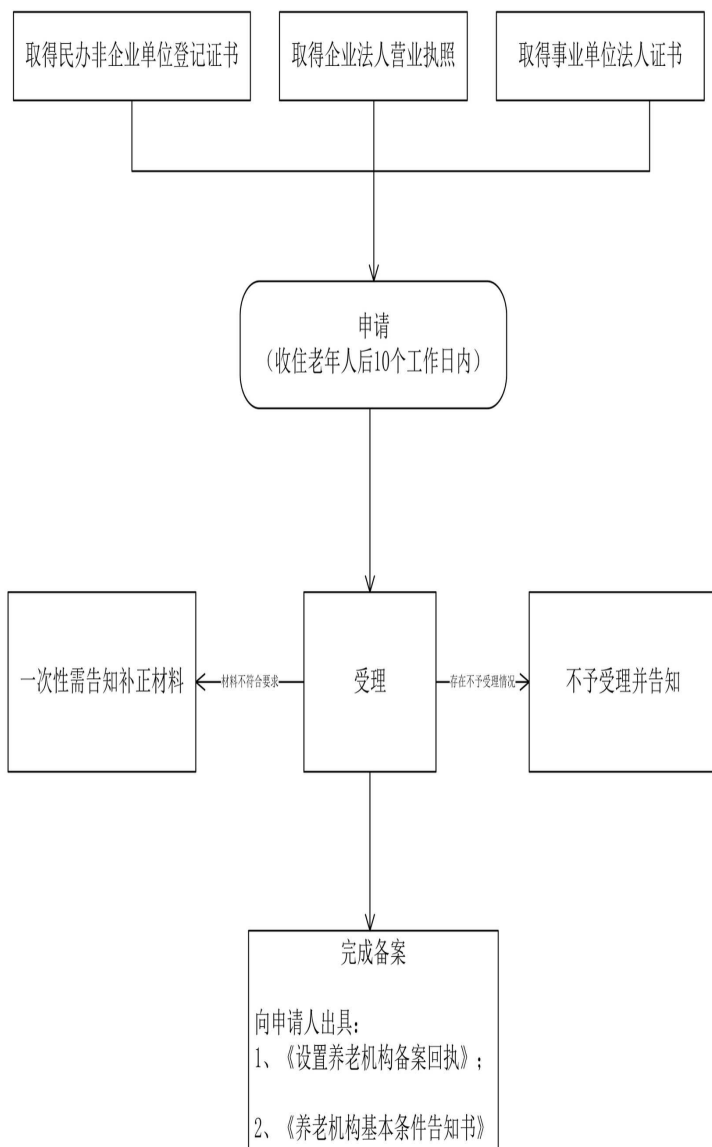 取得民办非企业单位登记证书
取得企业法人营业执照
取得事业单位法人证书
申请
（收住老年人后10个工作日内）
一次性需告知补正材料
材料不符合要求
受理
存在不予受理情况
不予受理并告知
完成备案
向申请人出具：
1、《设置养老机构备案回执》；
2、《养老机构基本条件告知书》